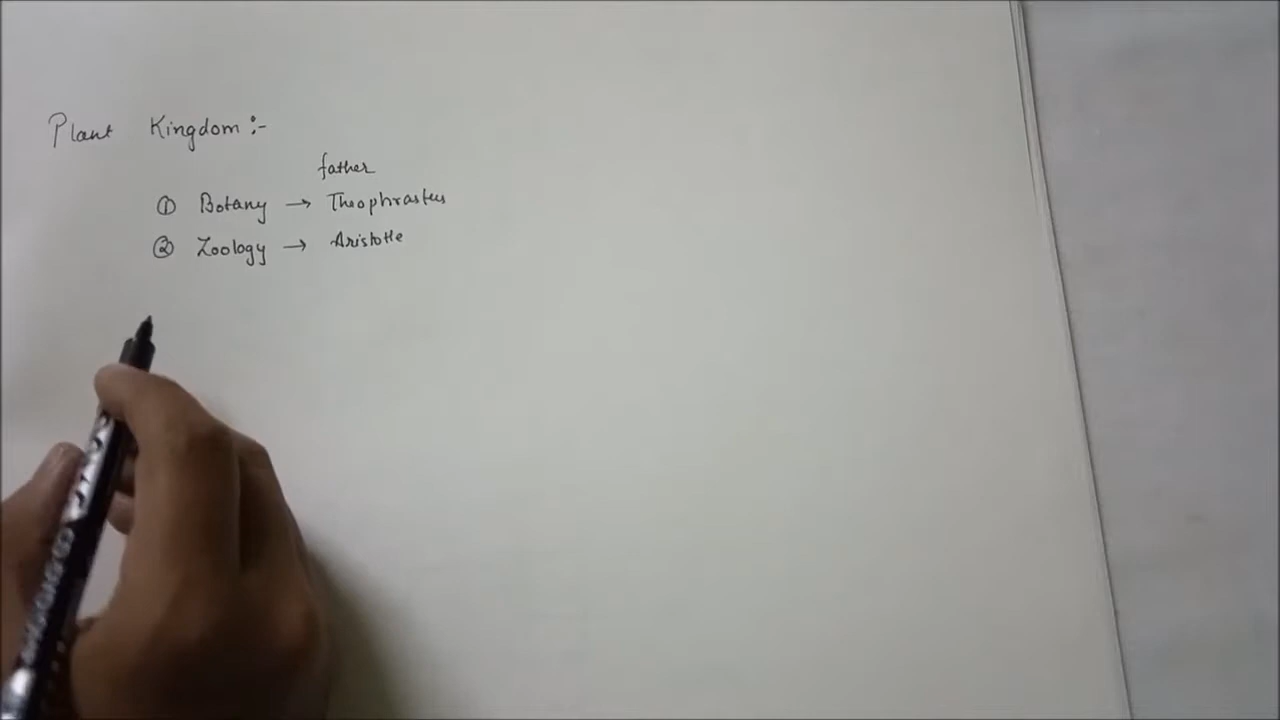 Plant Kingdom :-
father
① Botany → Theophrastus
② Zoology → Aristotle